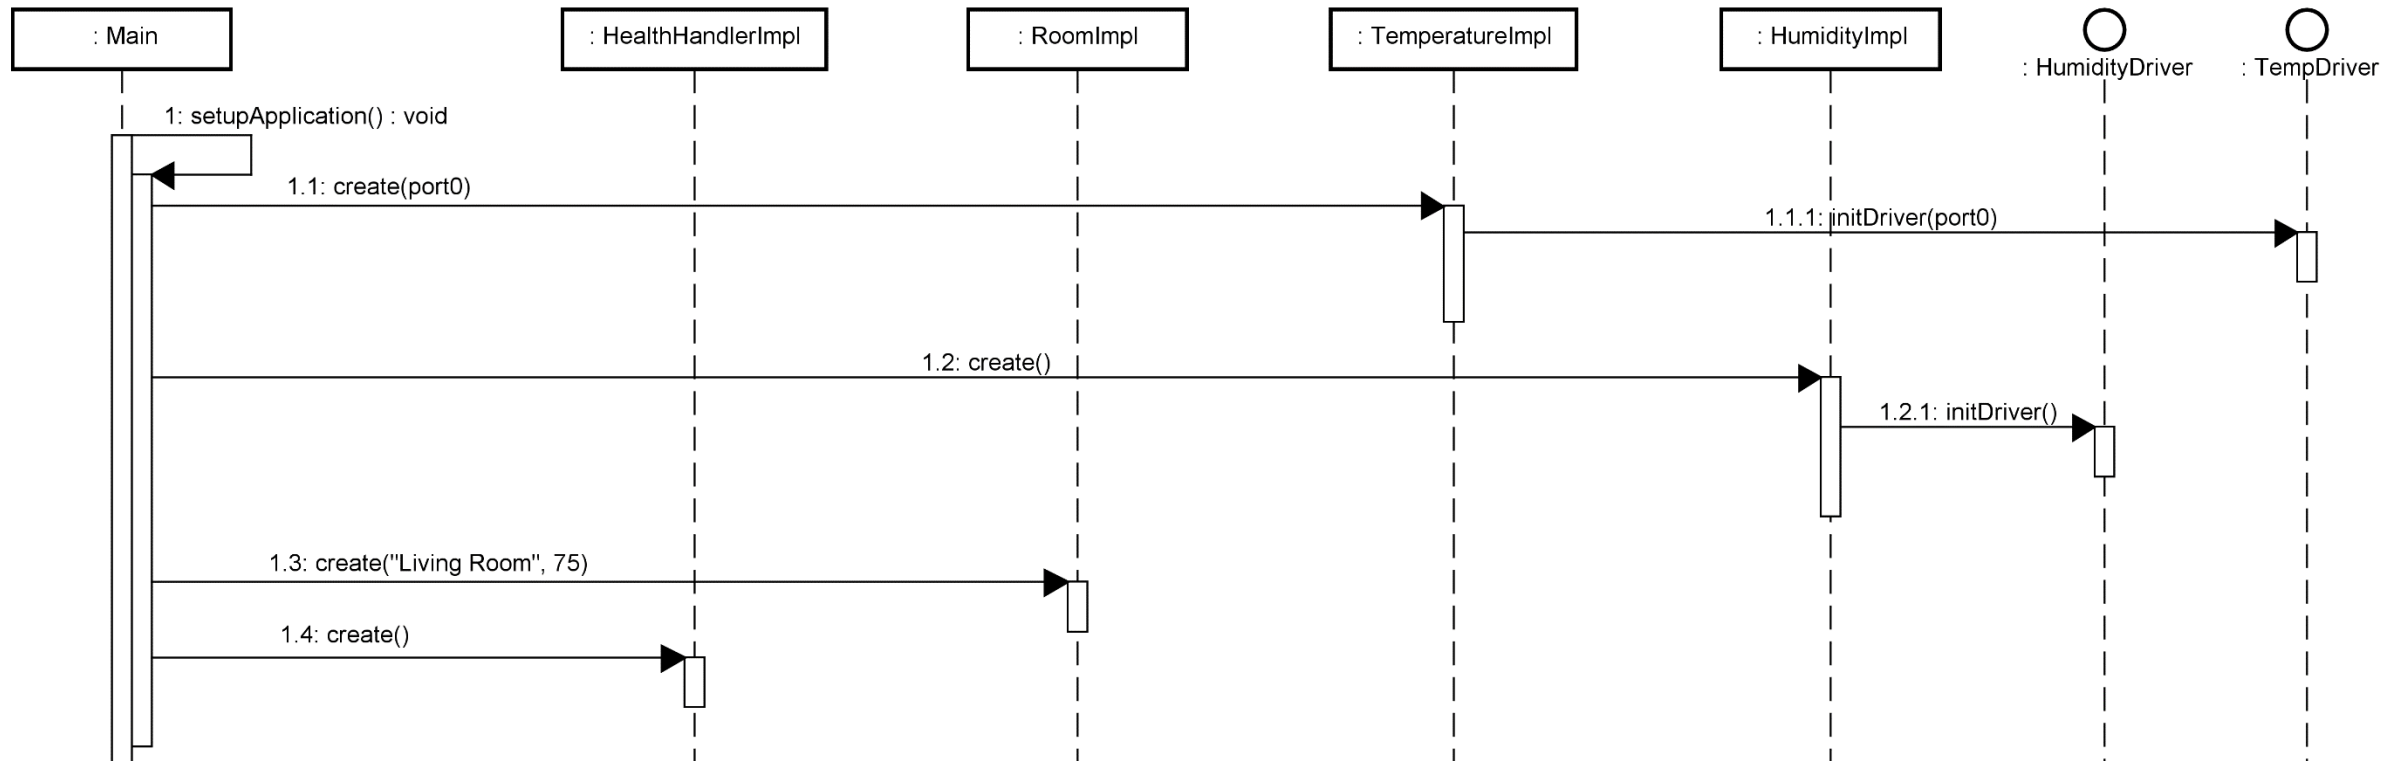 : Main
: HealthHandlerImpl
: RoomImpl
: TemperatureImpl
: HumidityImpl
: HumidityDriver
: TempDriver
1: setupApplication() : void
1.1: create(port0)
1.1.1: initDriver(port0)
1.2: create()
1.2.1: initDriver()
1.3: create("Living Room", 75)
1.4: create()